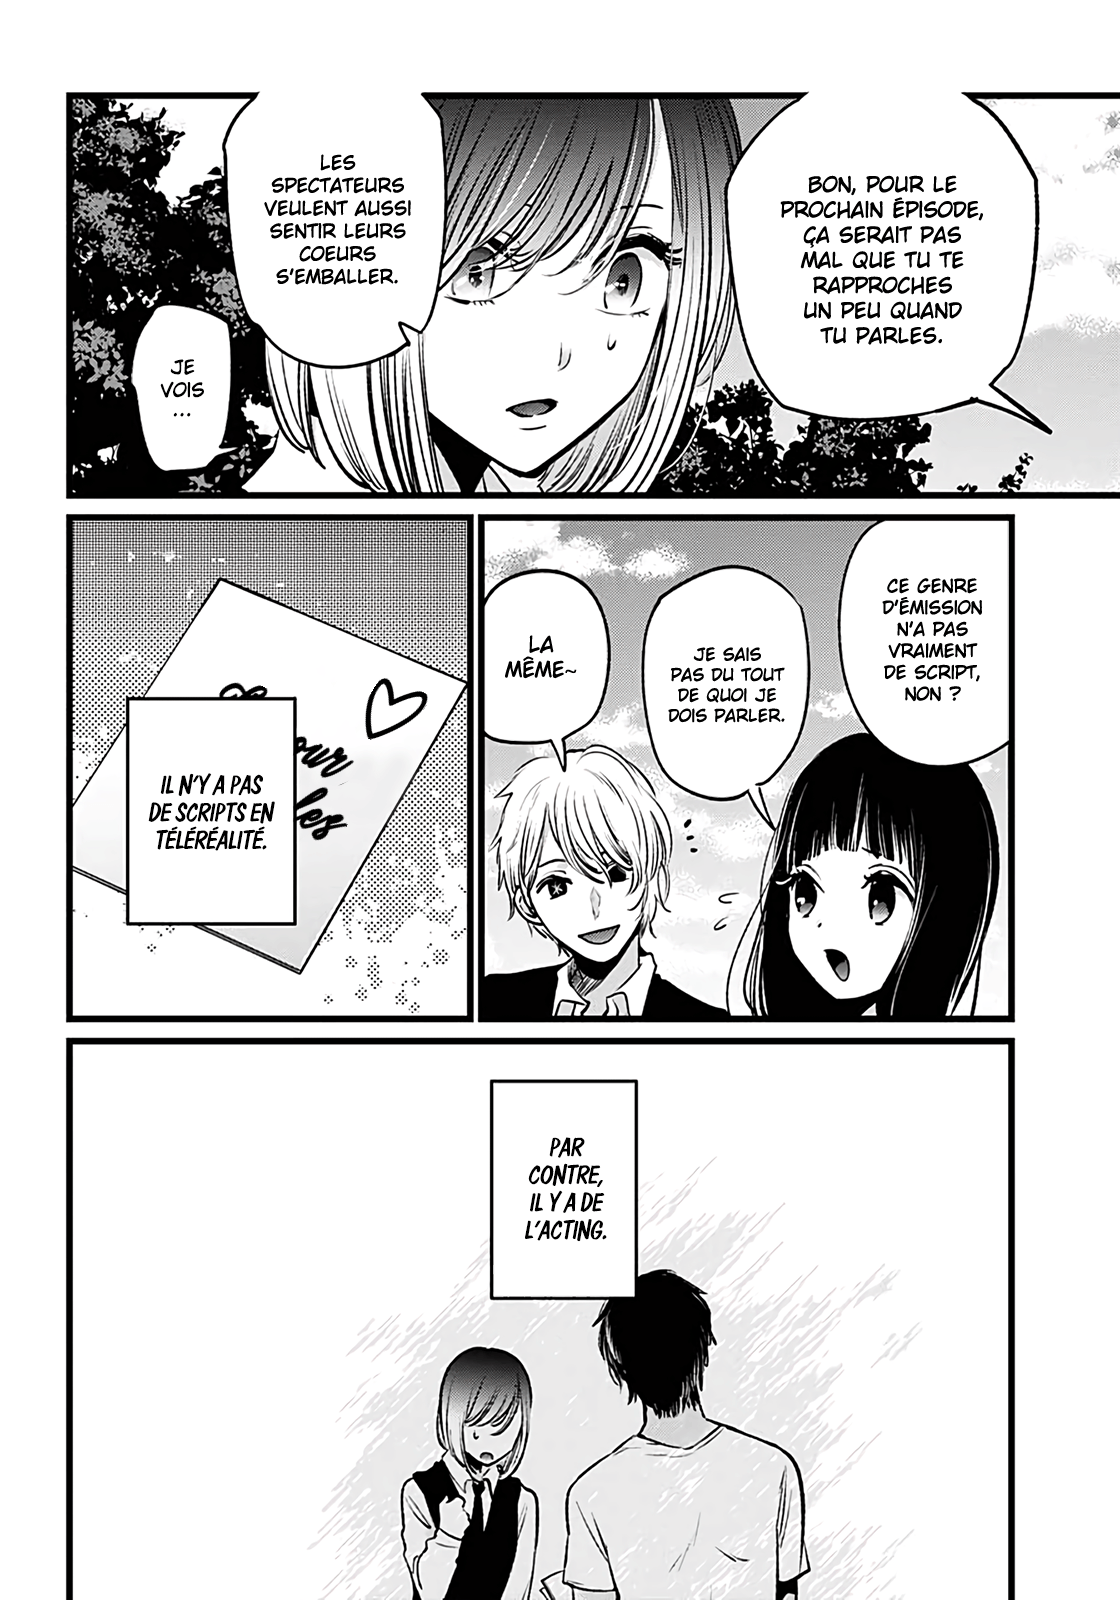 BON, POUR LE
PROCHAIN ÉPISODE,
ÇA SERAIT PAS
MAL QUE TU TE
RAPPROCHES
UN PEU QUAND
TU PARLES.
LES
SPECTATEURS
VEULENT AUSSI
SENTIR LEURS
COEURS
S'EMBALLER.
JE
VOIS
...
CE GENRE
D'ÉMISSION
N'A PAS
VRAIMENT
DE SCRIPT,
NON ?
JE SAIS
PAS DU TOUT
DE QUOI JE
DOIS PARLER.
LA
MÊME~
IL N'Y A PAS
DE SCRIPTS EN
TÉLÉRÉALITÉ.
PAR
CONTRE,
IL Y A DE
L'ACTING.